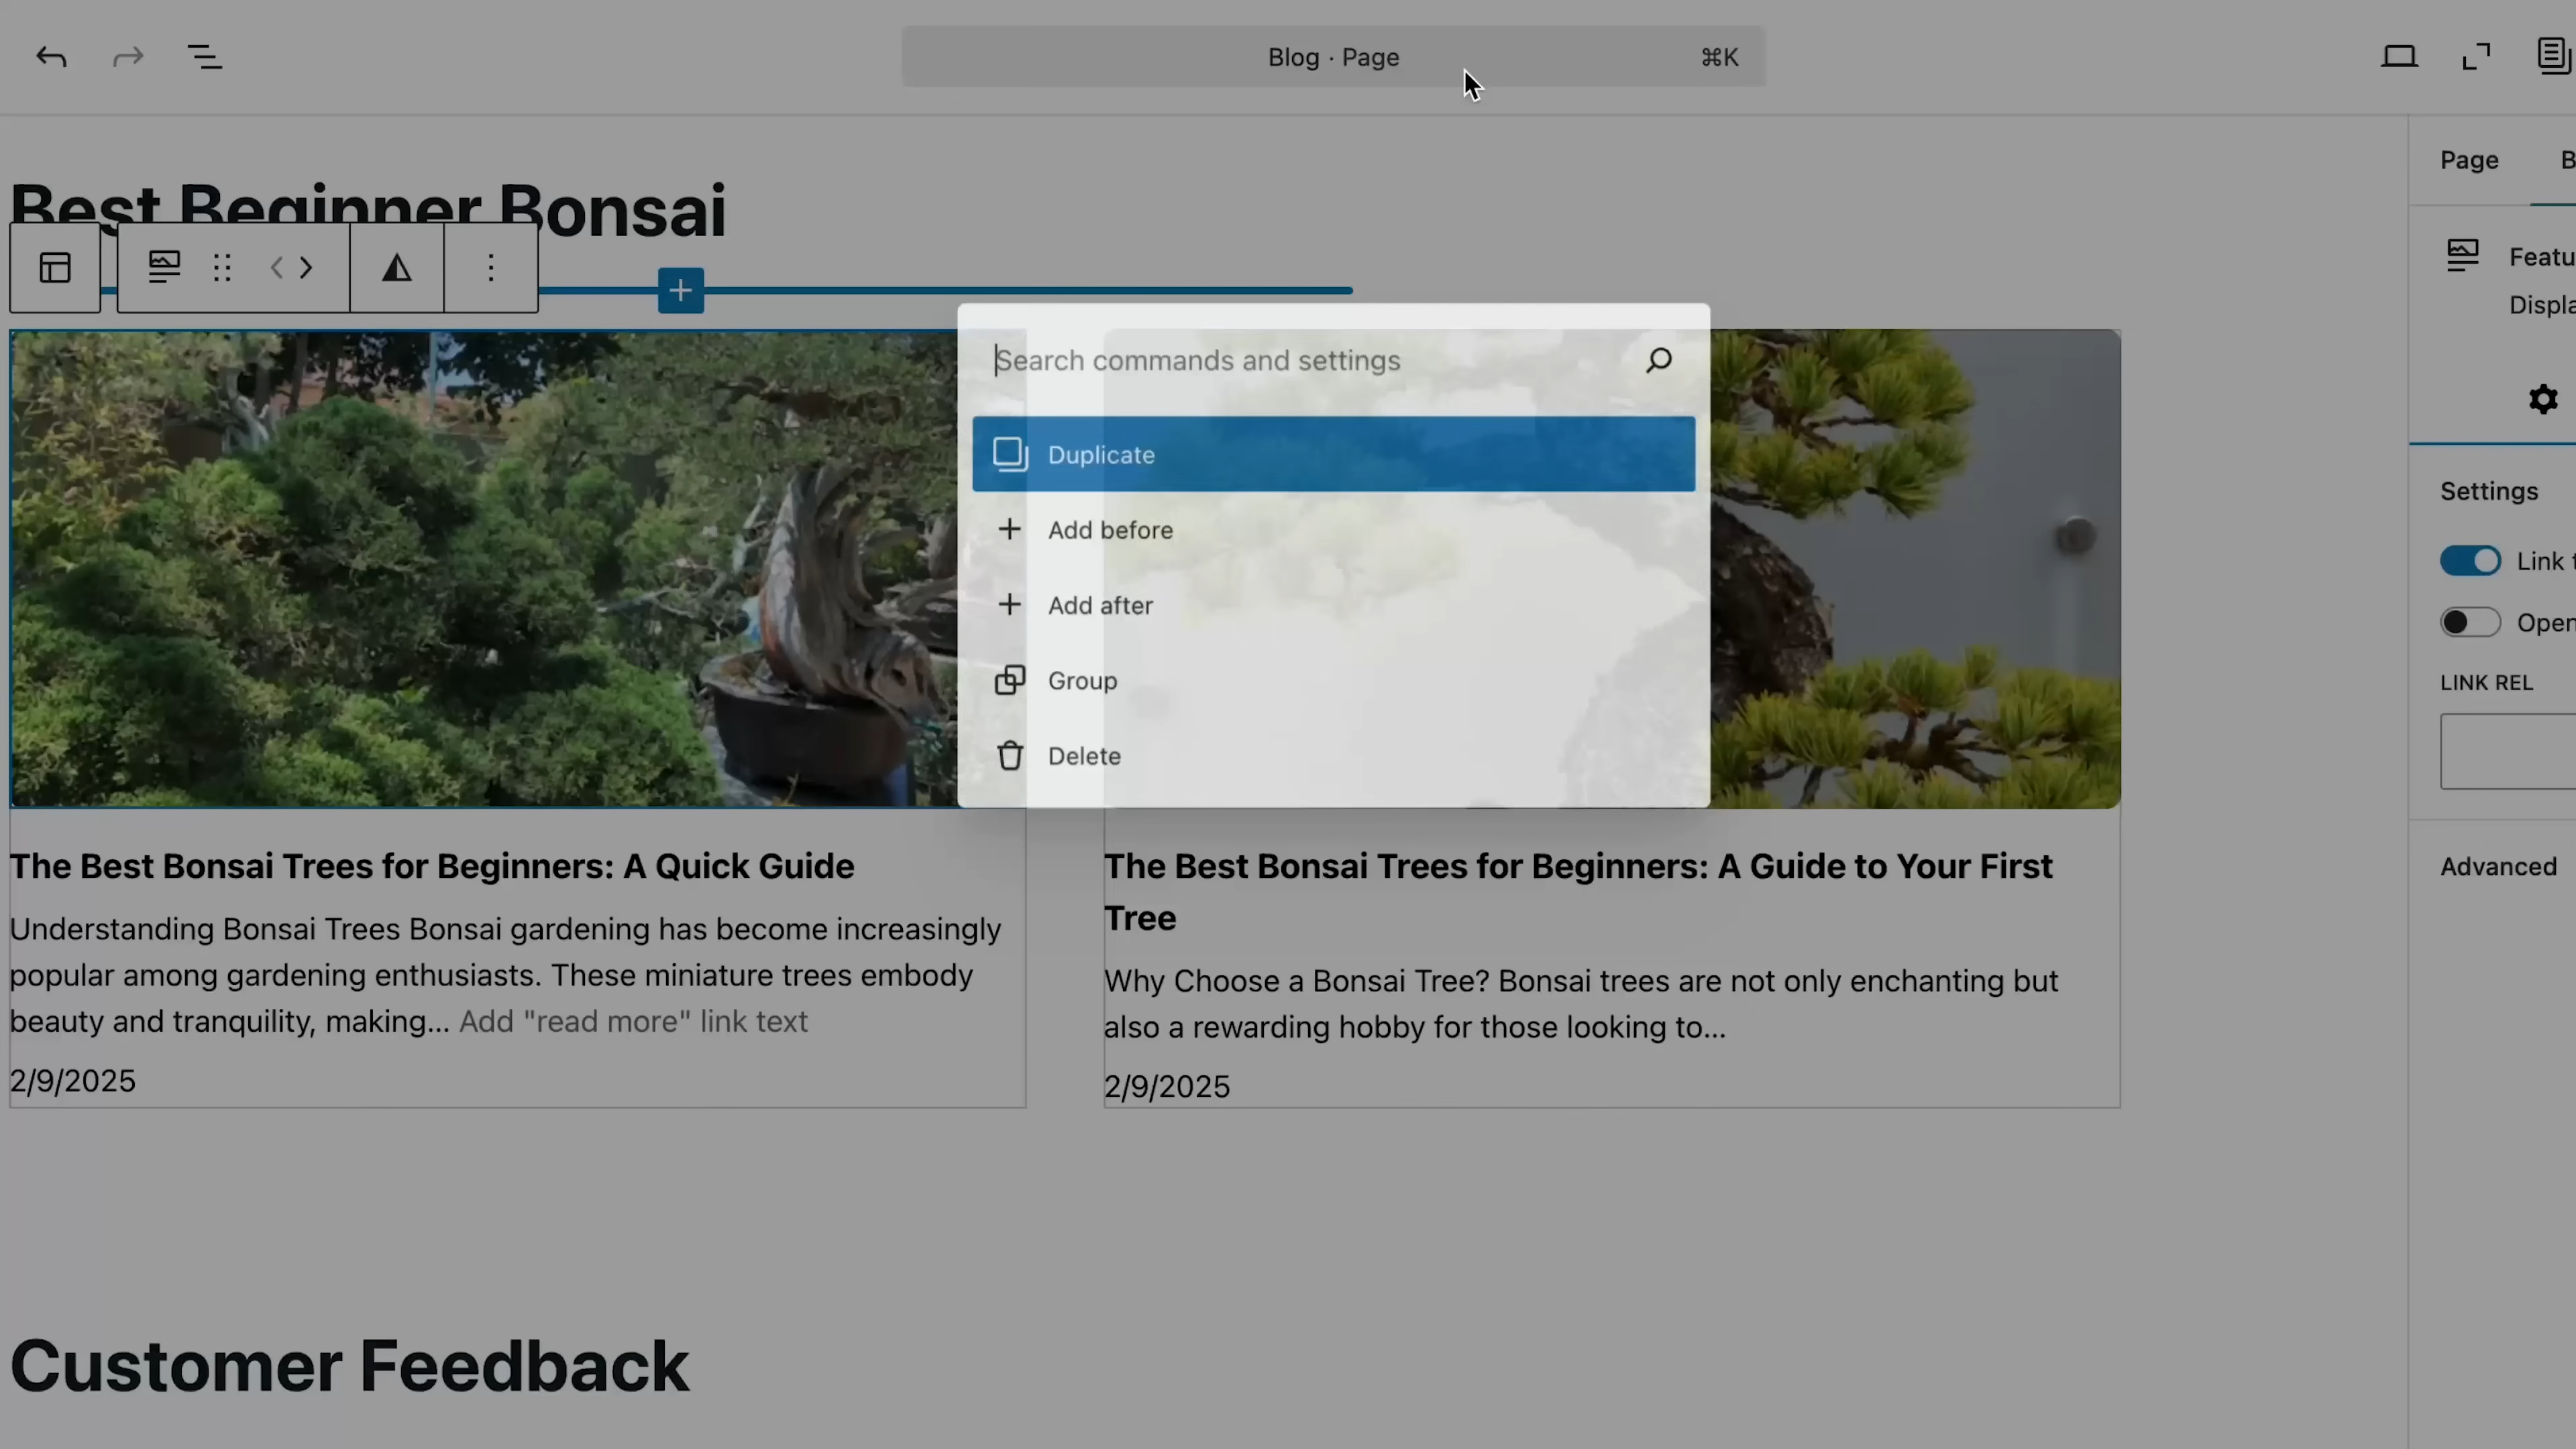 Blog · Page ⌘K
Page
Best Beginner Bonsai
Featu
Displa
Search commands and settings
Duplicate
Add before
Add after
Group
Delete
Settings
Link t
Open
LINK REL
Advanced
The Best Bonsai Trees for Beginners: A Quick Guide
Understanding Bonsai Trees Bonsai gardening has become increasingly
popular among gardening enthusiasts. These miniature trees embody
beauty and tranquility, making... Add "read more" link text
2/9/2025
The Best Bonsai Trees for Beginners: A Guide to Your First
Tree
Why Choose a Bonsai Tree? Bonsai trees are not only enchanting but
also a rewarding hobby for those looking to...
2/9/2025
Customer Feedback